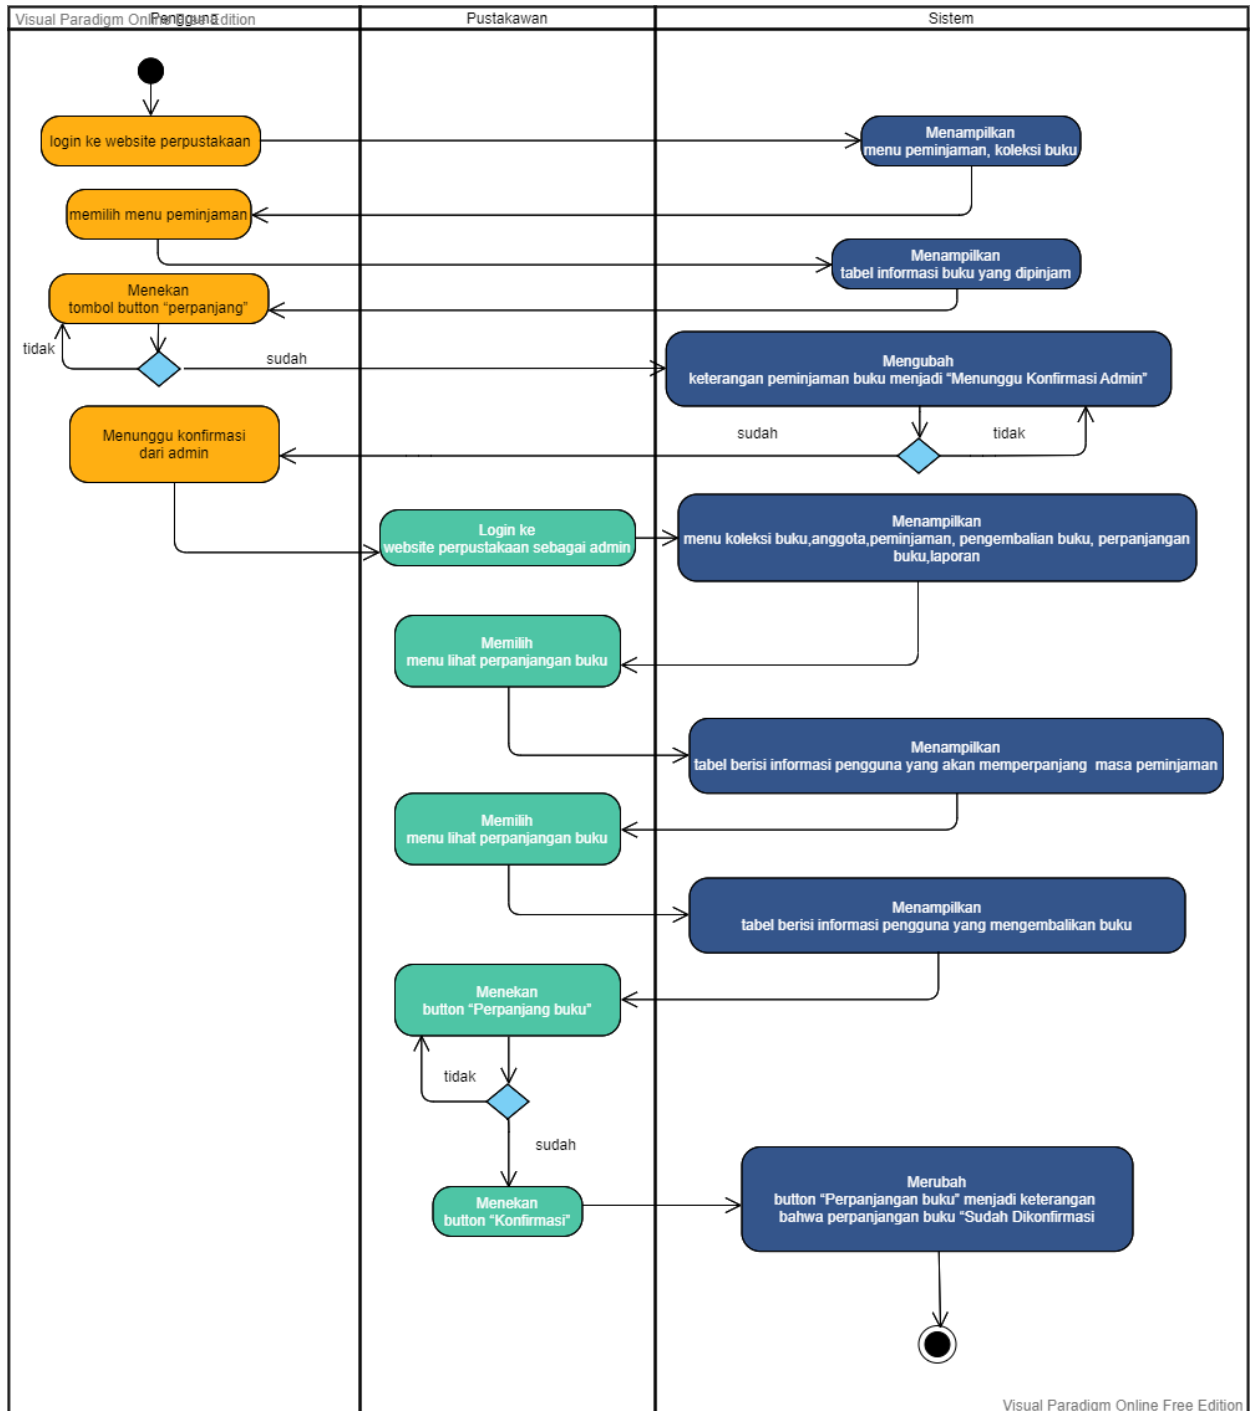 Visual Paradigm Online Free Edition
Pengguna
Pustakawan
Sistem
login ke website perpustakaan
Menampilkan
menu peminjaman, koleksi buku
memilih menu peminjaman
Menampilkan
tabel informasi buku yang dipinjam
Menekan
tombol button “perpanjang”
tidak
sudah
Mengubah
keterangan peminjaman buku menjadi “Menunggu Konfirmasi Admin”
sudah
tidak
Menunggu konfirmasi
dari admin
Login ke
website perpustakaan sebagai admin
Menampilkan
menu koleksi buku,anggota,peminjaman, pengembalian buku, perpanjangan
buku,laporan
Memilih
menu lihat perpanjangan buku
Menampilkan
tabel berisi informasi pengguna yang akan memperpanjang masa peminjaman
Memilih
menu lihat perpanjangan buku
Menampilkan
tabel berisi informasi pengguna yang mengembalikan buku
Menekan
button “Perpanjang buku”
tidak
sudah
Menekan
button “Konfirmasi”
Merubah
button “Perpanjangan buku” menjadi keterangan
bahwa perpanjangan buku “Sudah Dikonfirmasi
Visual Paradigm Online Free Edition